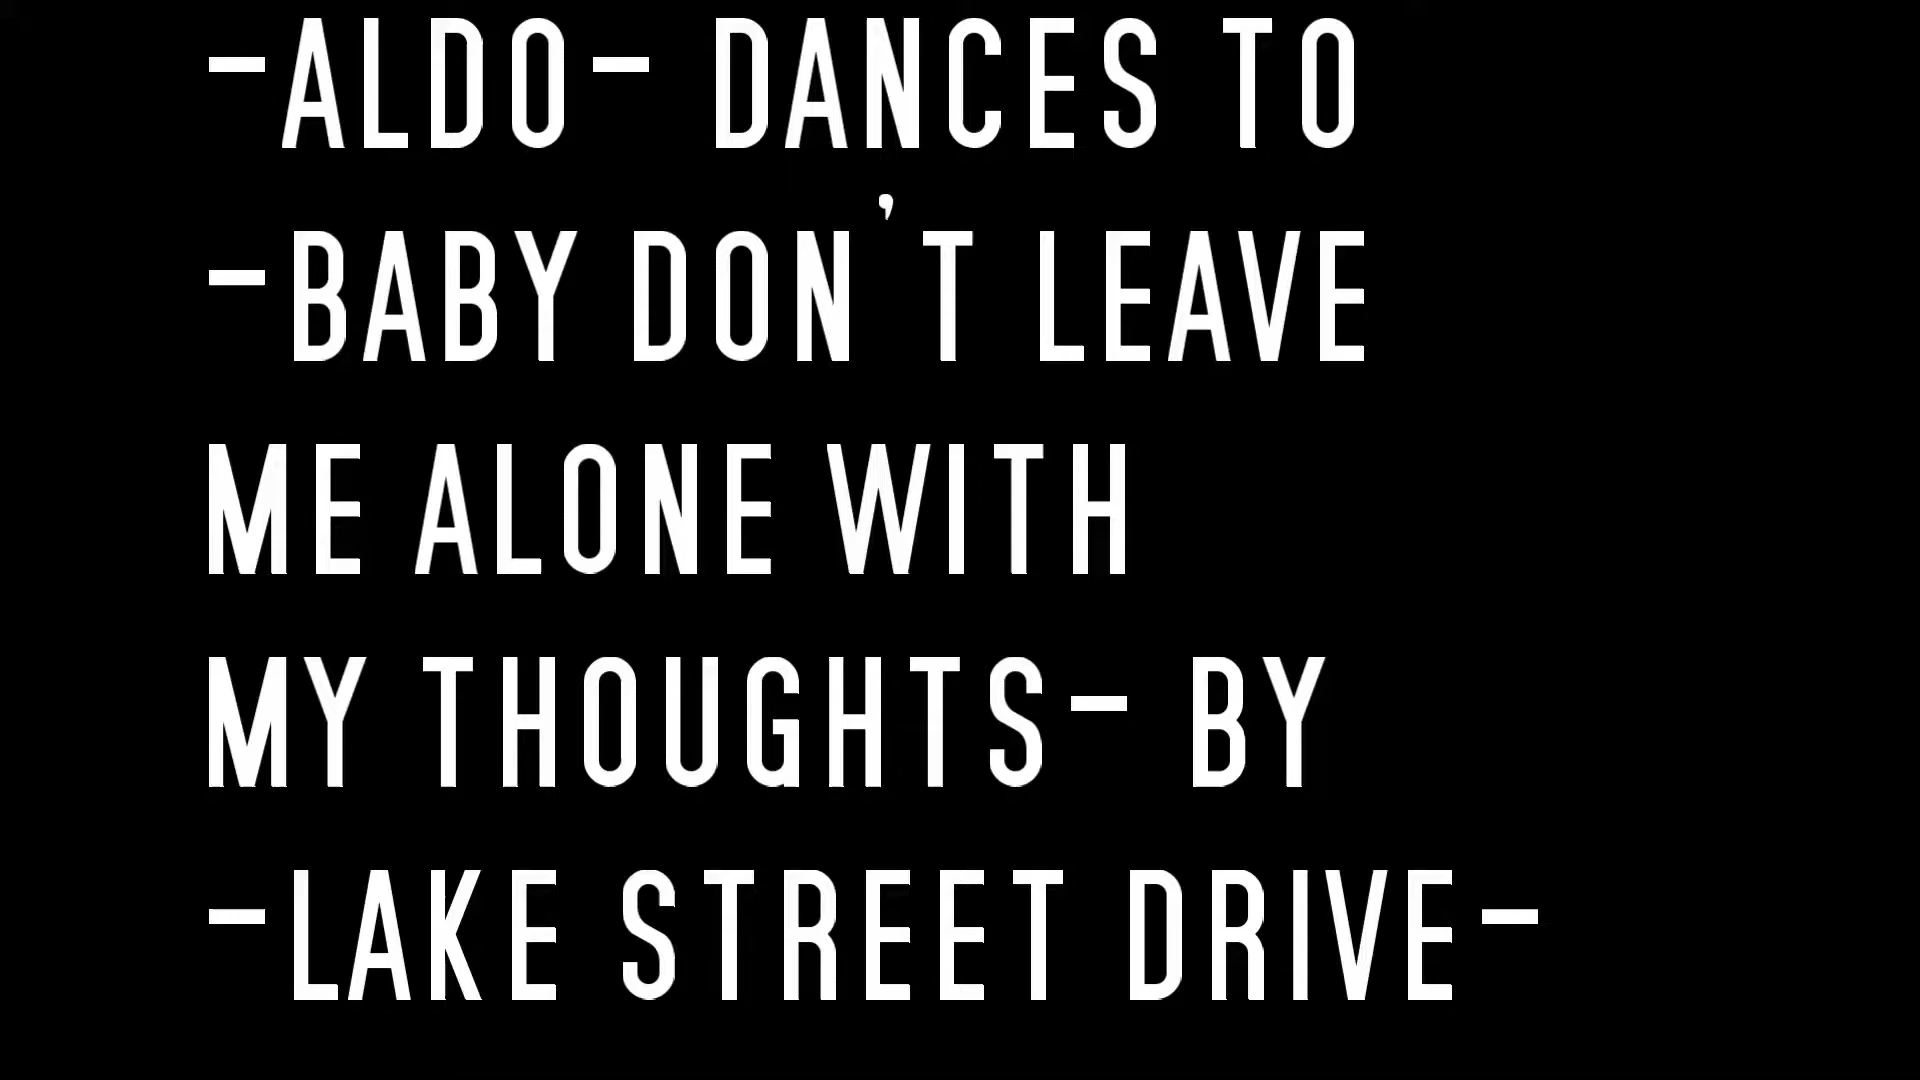 -ALDO- DANCES TO
-BABY DON'T LEAVE
ME ALONE WITH
MY THOUGHTS- BY
-LAKE STREET DRIVE-